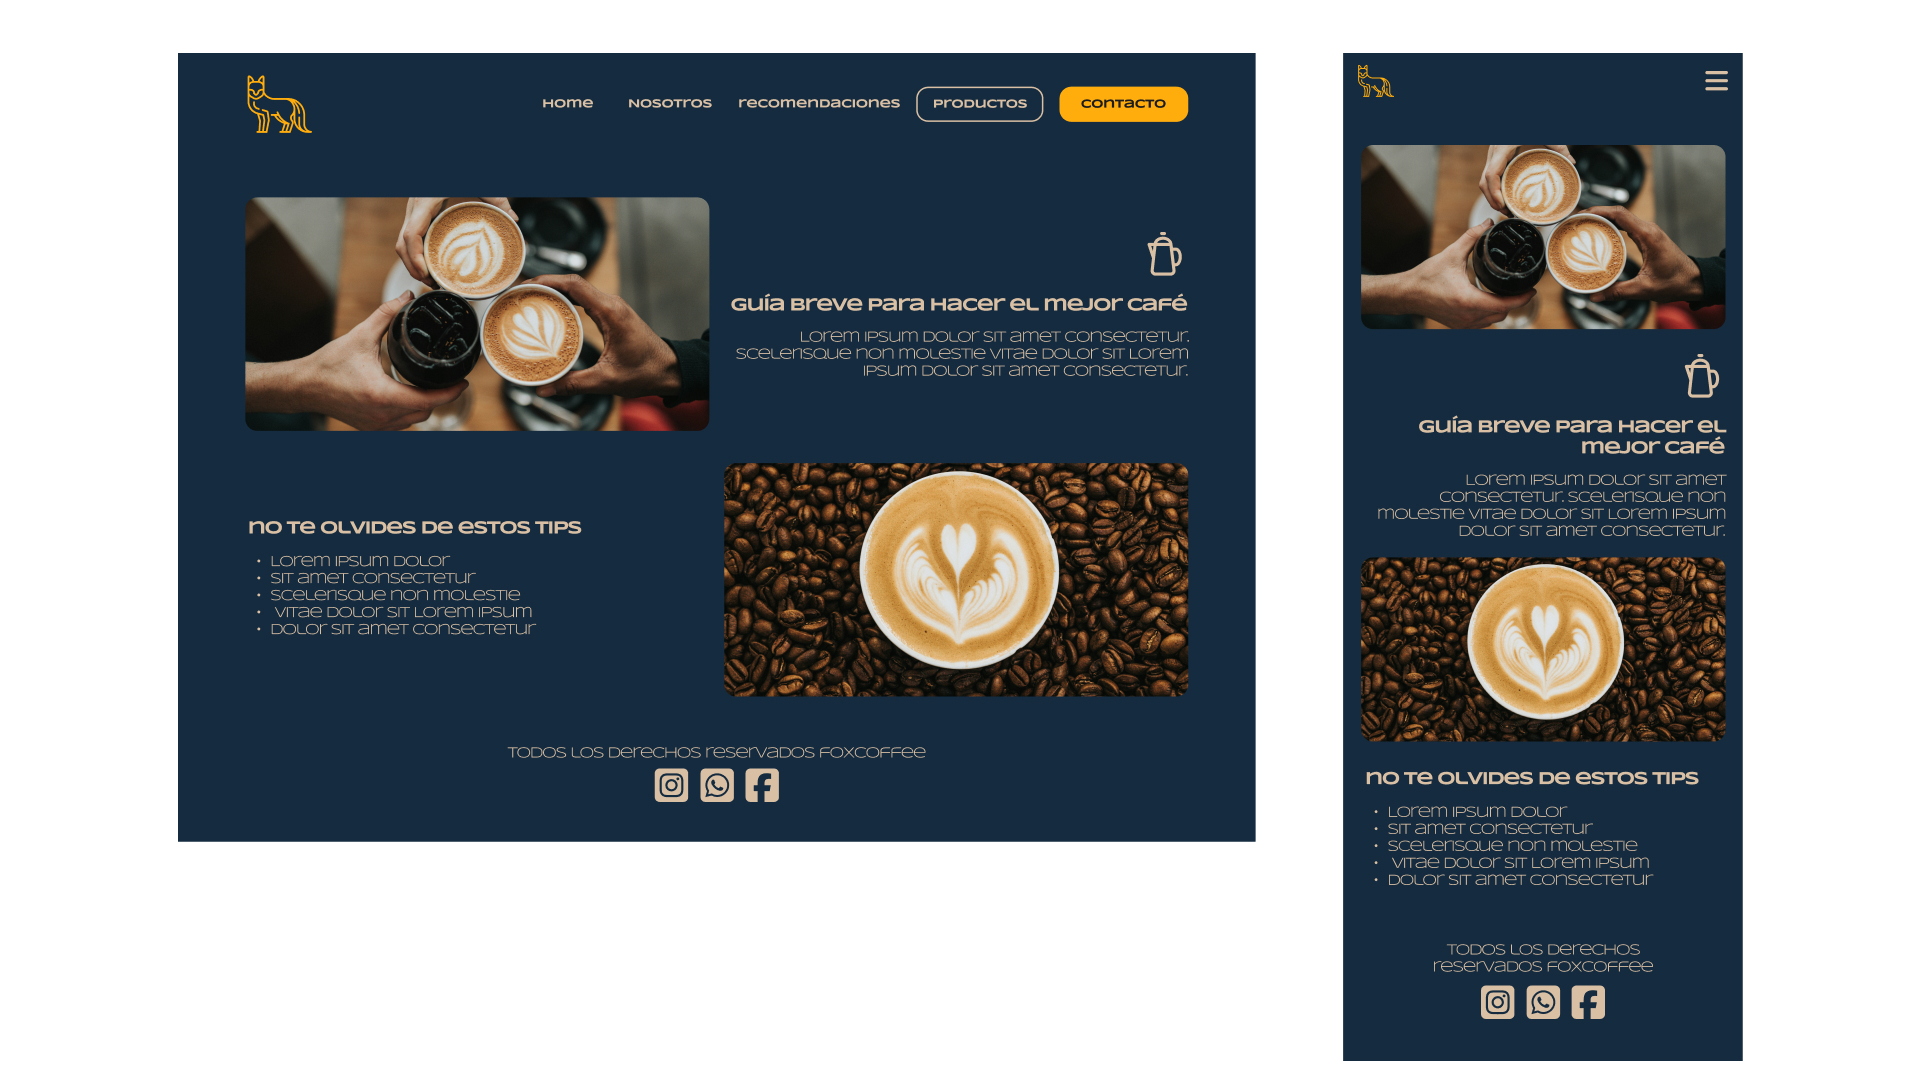 Home Nosotros recomendaciones Productos contacto
Guía Breve Para Hacer el mejor café
Lorem ipsum dolor sit amet consectetur.
Scelerisque non molestie vitae dolor sit Lorem
ipsum dolor sit amet consectetur.
no te olvides de estos tips
• Lorem ipsum dolor
• sit amet consectetur
• Scelerisque non molestie
• vitae dolor sit Lorem ipsum
• dolor sit amet consectetur
Todos los derechos reservados foxcoffee
Guía Breve Para Hacer el
mejor café
Lorem ipsum dolor sit amet
consectetur. Scelerisque non
molestie vitae dolor sit Lorem ipsum
dolor sit amet consectetur.
no te olvides de estos tips
• Lorem ipsum dolor
• sit amet consectetur
• Scelerisque non molestie
• vitae dolor sit Lorem ipsum
• dolor sit amet consectetur
Todos los derechos
reservados foxcoffee